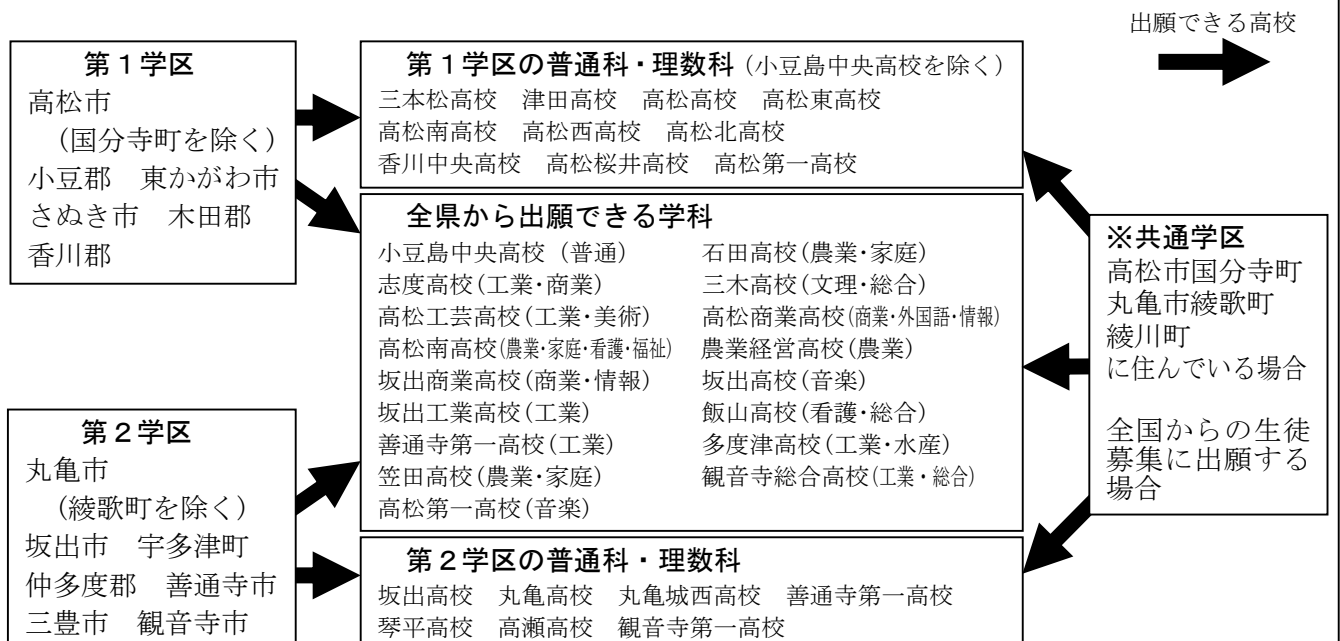 出願できる高校
第1学区
高松市
（国分寺町を除く）
小豆郡　東かがわ市
さぬき市　木田郡
香川郡
第1学区の普通科・理数科（小豆島中央高校を除く）
三本松高校　津田高校　高松高校　高松東高校
高松南高校　高松西高校　高松北高校
香川中央高校　高松桜井高校　高松第一高校
全県から出願できる学科
小豆島中央高校（普通）　石田高校（農業・家庭）
志度高校（工業・商業）　三木高校（文理・総合）
高松工芸高校（工業・美術）　高松商業高校（商業・外国語・情報）
高松南高校（農業・家庭・看護・福祉）　農業経営高校（農業）
坂出商業高校（商業・情報）　坂出高校（音楽）
坂出工業高校（工業）　飯山高校（看護・総合）
善通寺第一高校（工業）　多度津高校（工業・水産）
笠田高校（農業・家庭）　観音寺総合高校（工業・総合）
高松第一高校（音楽）
※共通学区
高松市国分寺町
丸亀市綾歌町
綾川町
に住んでいる場合
全国からの生徒
募集に出願する
場合
第2学区
丸亀市
（綾歌町を除く）
坂出市　宇多津町
仲多度郡　善通寺市
三豊市　観音寺市
第2学区の普通科・理数科
坂出高校　丸亀高校　丸亀城西高校　善通寺第一高校
琴平高校　高瀬高校　観音寺第一高校